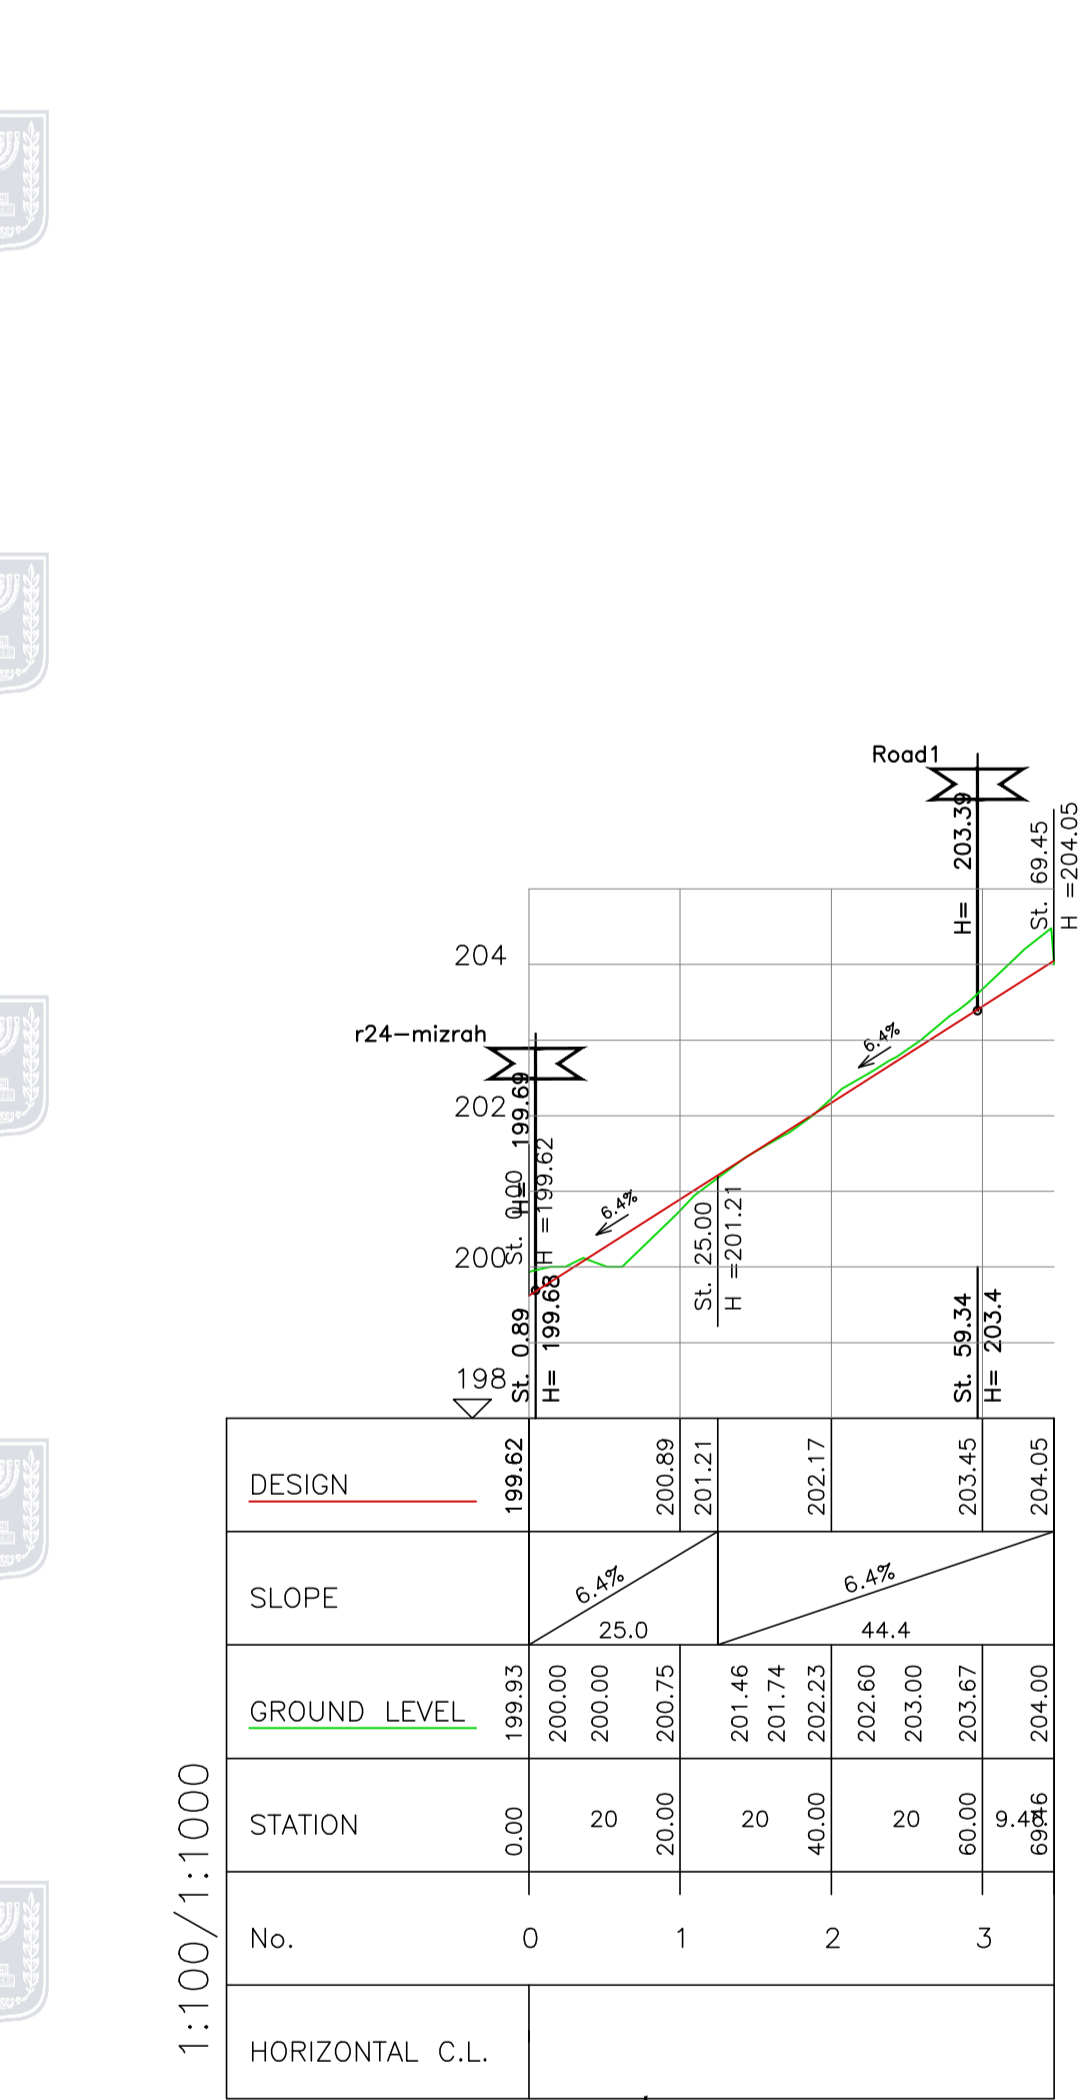 Road1
H= 203.39
St. 69.45
H =204.05
204
r24-mizrah
6.4%
202
H= 199.69
St. 0.00
H =199.62
6.4%
St. 25.00
H =201.21
200
St. 0.89
H= 199.68
St. 59.34
H= 203.4
198
DESIGN 199.62 200.89 201.21 202.17 203.45 204.05
SLOPE 6.4% 25.0 6.4% 44.4
GROUND LEVEL 199.93 200.00 200.00 200.75 201.46 201.74 202.23 202.60 203.00 203.67 204.00
STATION 0.00 20 20.00 20 40.00 20 60.00
No. 0 1 2 3
HORIZONTAL C.L.
1:100/1:1000